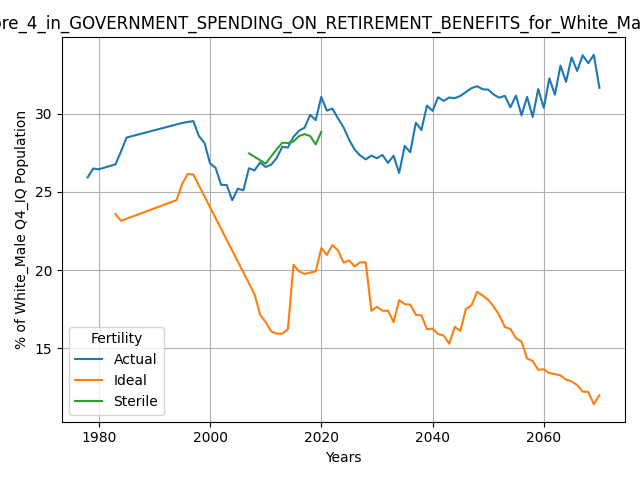 ore_4_in_GOVERNMENT_SPENDING_ON_RETIREMENT_BENEFITS_for_White_Ma
% of White_Male Q4_IQ Population
30
25
20
15
Fertility
Actual
Ideal
Sterile
1980
2000
2020
2040
2060
Years